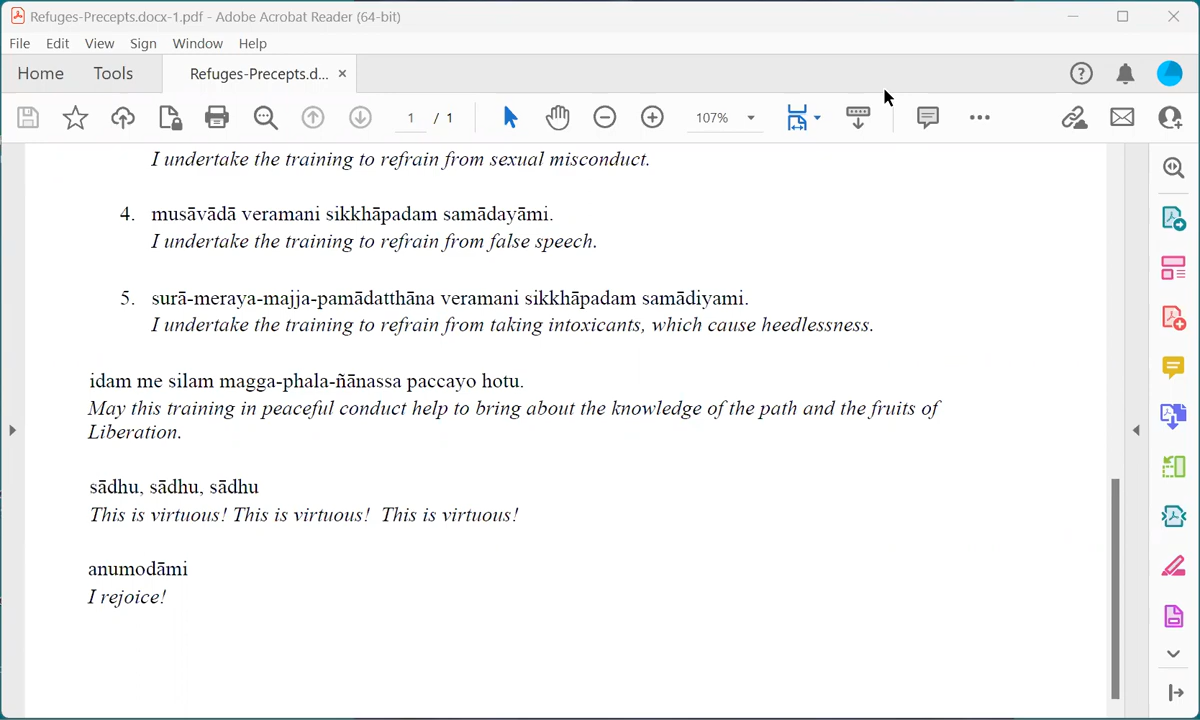 Refuges-Precepts.docx-1.pdf - Adobe Acrobat Reader (64-bit)
File Edit View Sign Window Help
Home Tools Refuges-Precepts.d... ×
1 / 1 107%
I undertake the training to refrain from sexual misconduct.
4. musāvādā veramani sikkhāpadam samādayāmi.
I undertake the training to refrain from false speech.
5. surā-meraya-majja-pamādatthāna veramani sikkhāpadam samādiyami.
I undertake the training to refrain from taking intoxicants, which cause heedlessness.
idam me silam magga-phala-ñānassa paccayo hotu.
May this training in peaceful conduct help to bring about the knowledge of the path and the fruits of
Liberation.
sādhu, sādhu, sādhu
This is virtuous! This is virtuous!  This is virtuous!
anumodāmi
I rejoice!